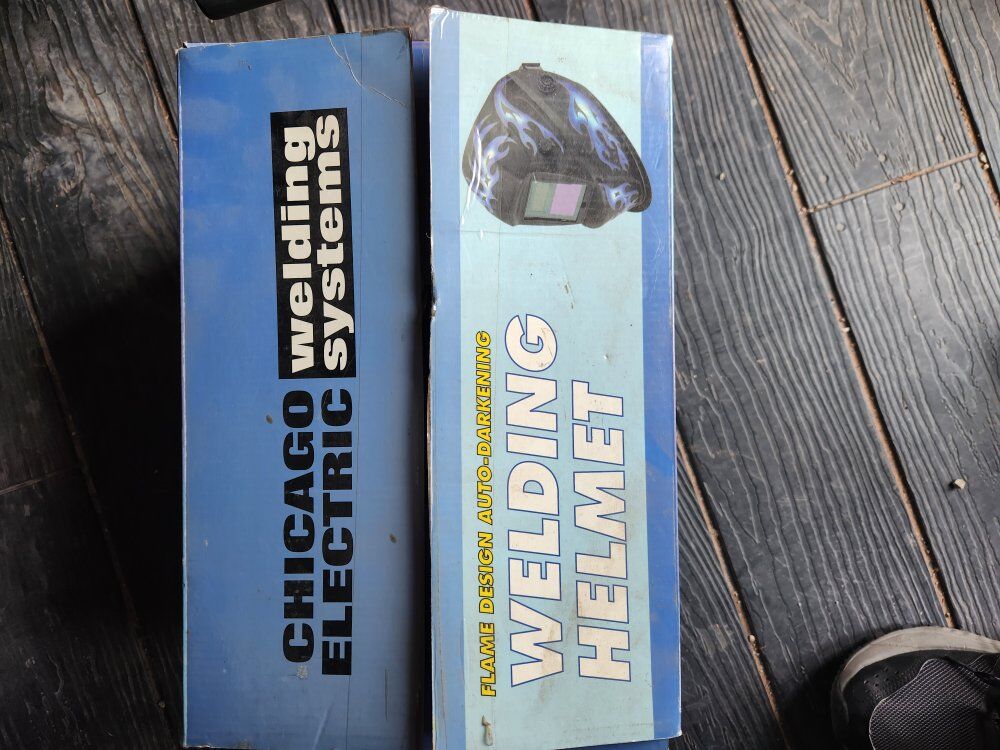 CHICAGO
ELECTRIC
welding
systems
FLAME DESIGN AUTO-DARKENING
WELDING
HELMET